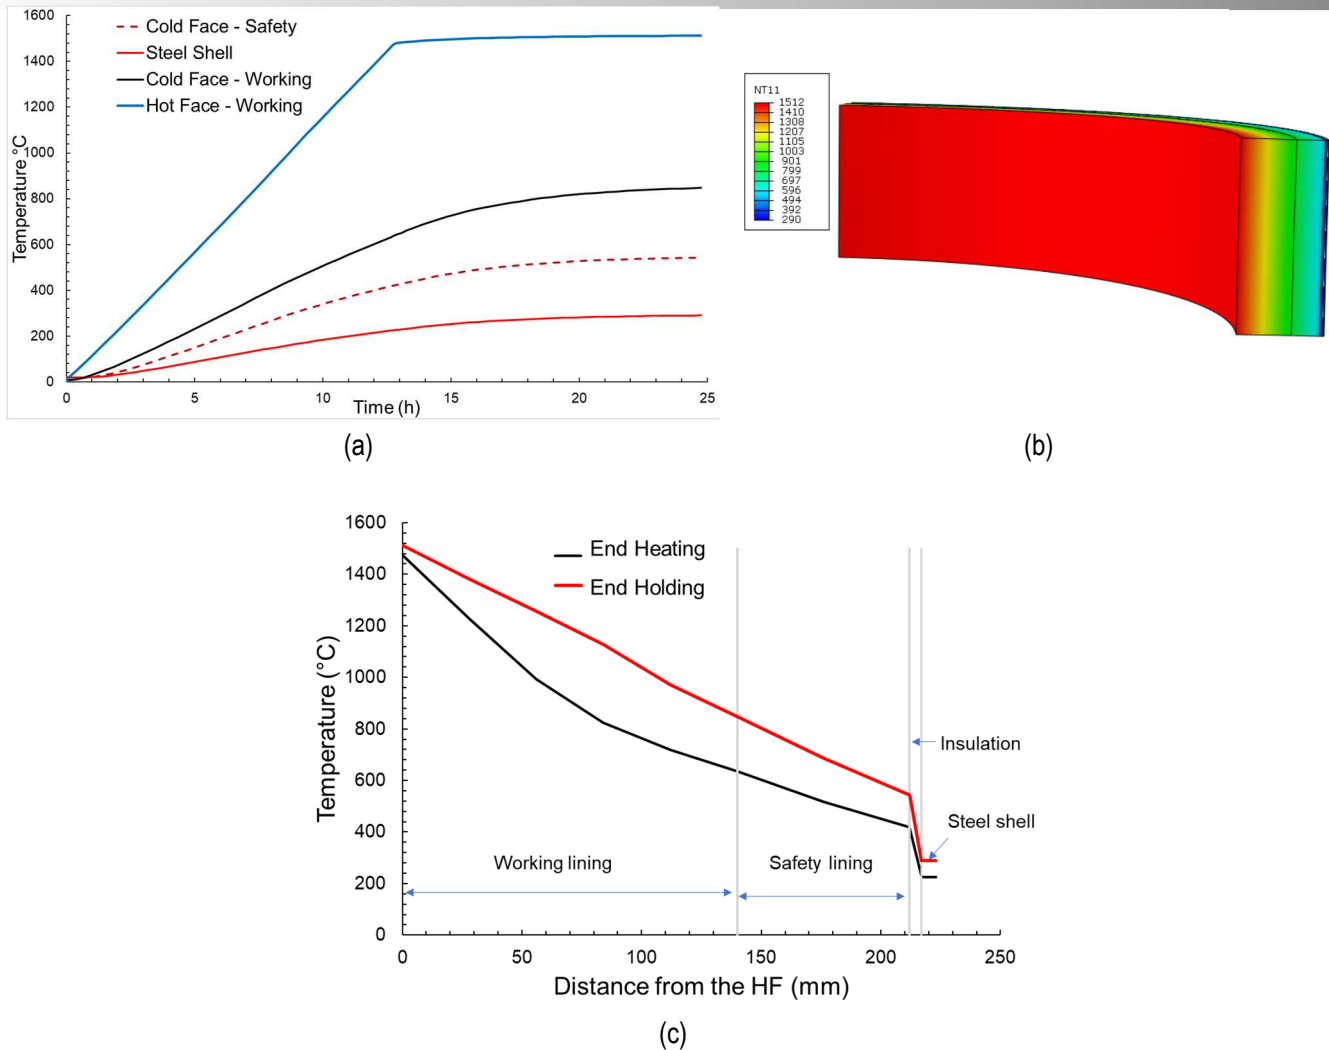 1600
1400
1200
1000
800
600
400
200
0
Temperature °C
Cold Face - Safety
Steel Shell
Cold Face - Working
Hot Face - Working
0 5 10 15 20 25
Time (h)
(a)
NT11
1512
1410
1308
1207
1105
1003
901
799
697
596
494
392
290
(b)
1600
1400
1200
1000
800
600
400
200
0
Temperature (°C)
End Heating
End Holding
Insulation
Steel shell
Working lining
Safety lining
0 50 100 150 200 250
Distance from the HF (mm)
(c)